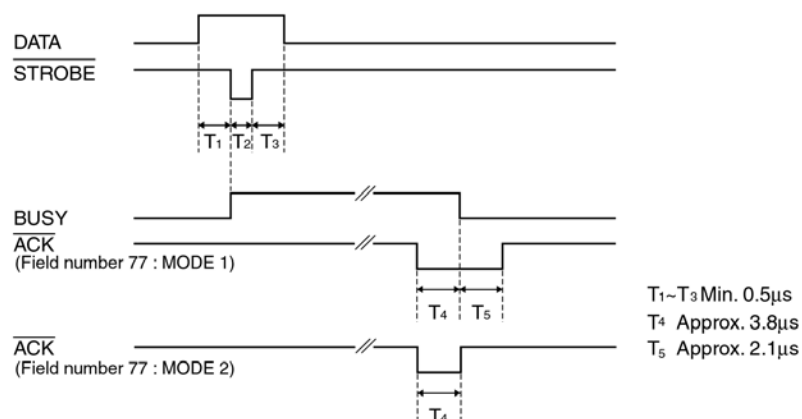 DATA
STROBE
T1 T2 T3
BUSY
ACK
(Field number 77 : MODE 1)
T4 T5
T1~T3 Min. 0.5µs
T4 Approx. 3.8µs
T5 Approx. 2.1µs
ACK
(Field number 77 : MODE 2)
T4